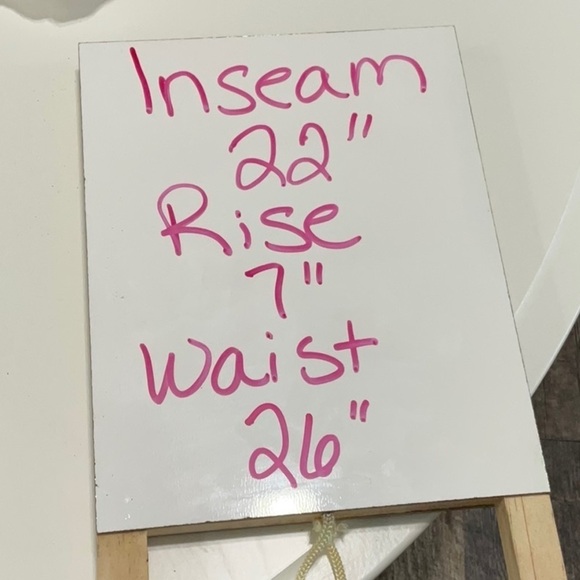 Inseam
22"
Rise
7"
Waist
26"